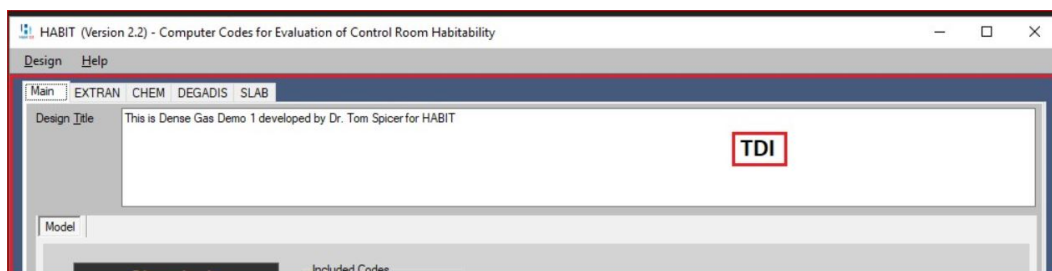 HABIT (Version 2.2) - Computer Codes for Evaluation of Control Room Habitability
Design Help
Main EXTRAN CHEM DEGADIS SLAB
Design Title This is Dense Gas Demo 1 developed by Dr. Tom Spicer for HABIT
TDI
Model
Included Codes